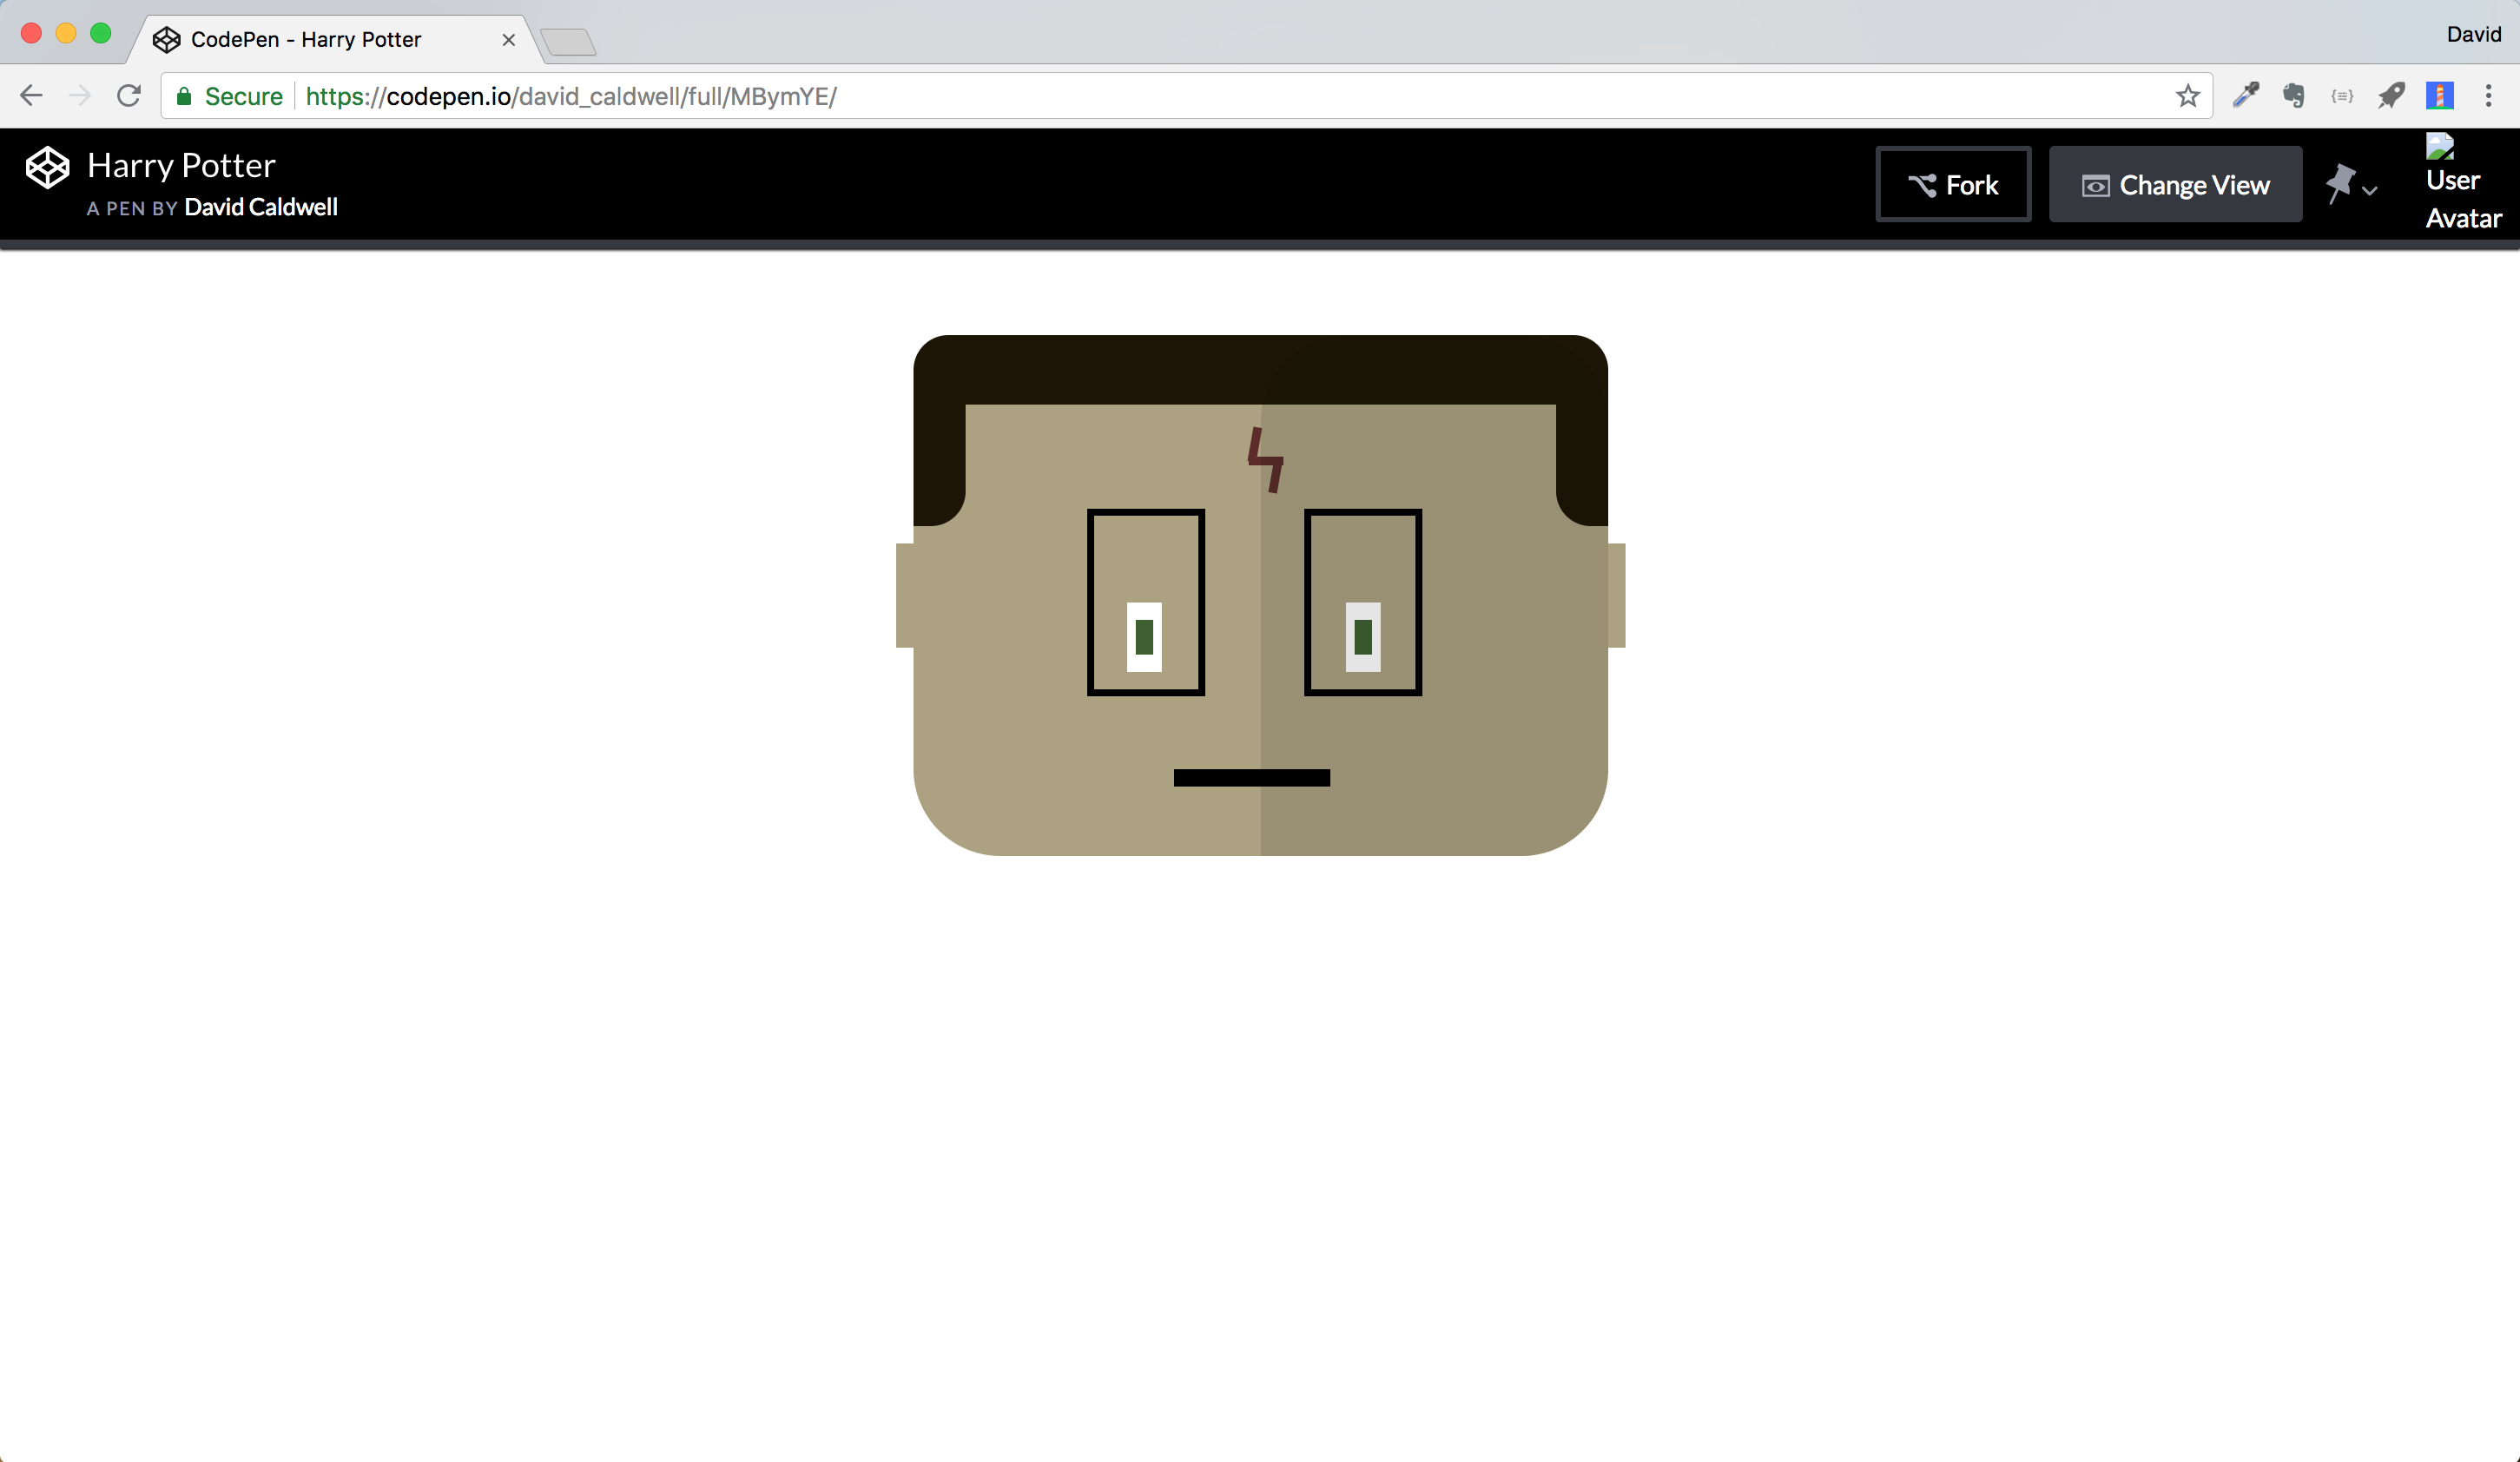 CodePen - Harry Potter
David
Secure https://codepen.io/david_caldwell/full/MBymYE/
Harry Potter
A PEN BY David Caldwell
Fork
Change View
User
Avatar